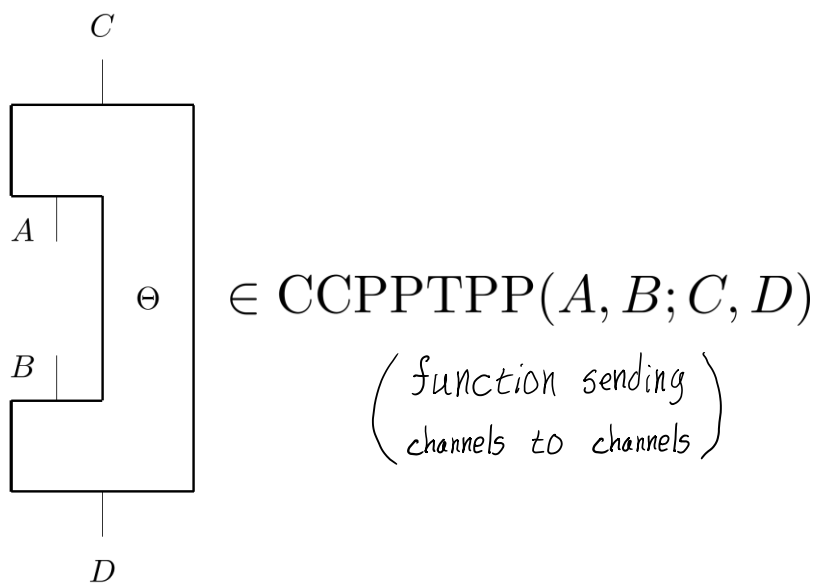 C
A
Θ ∈ CCPPTPP(A, B; C, D)
B
(function sending
channels to channels)
D